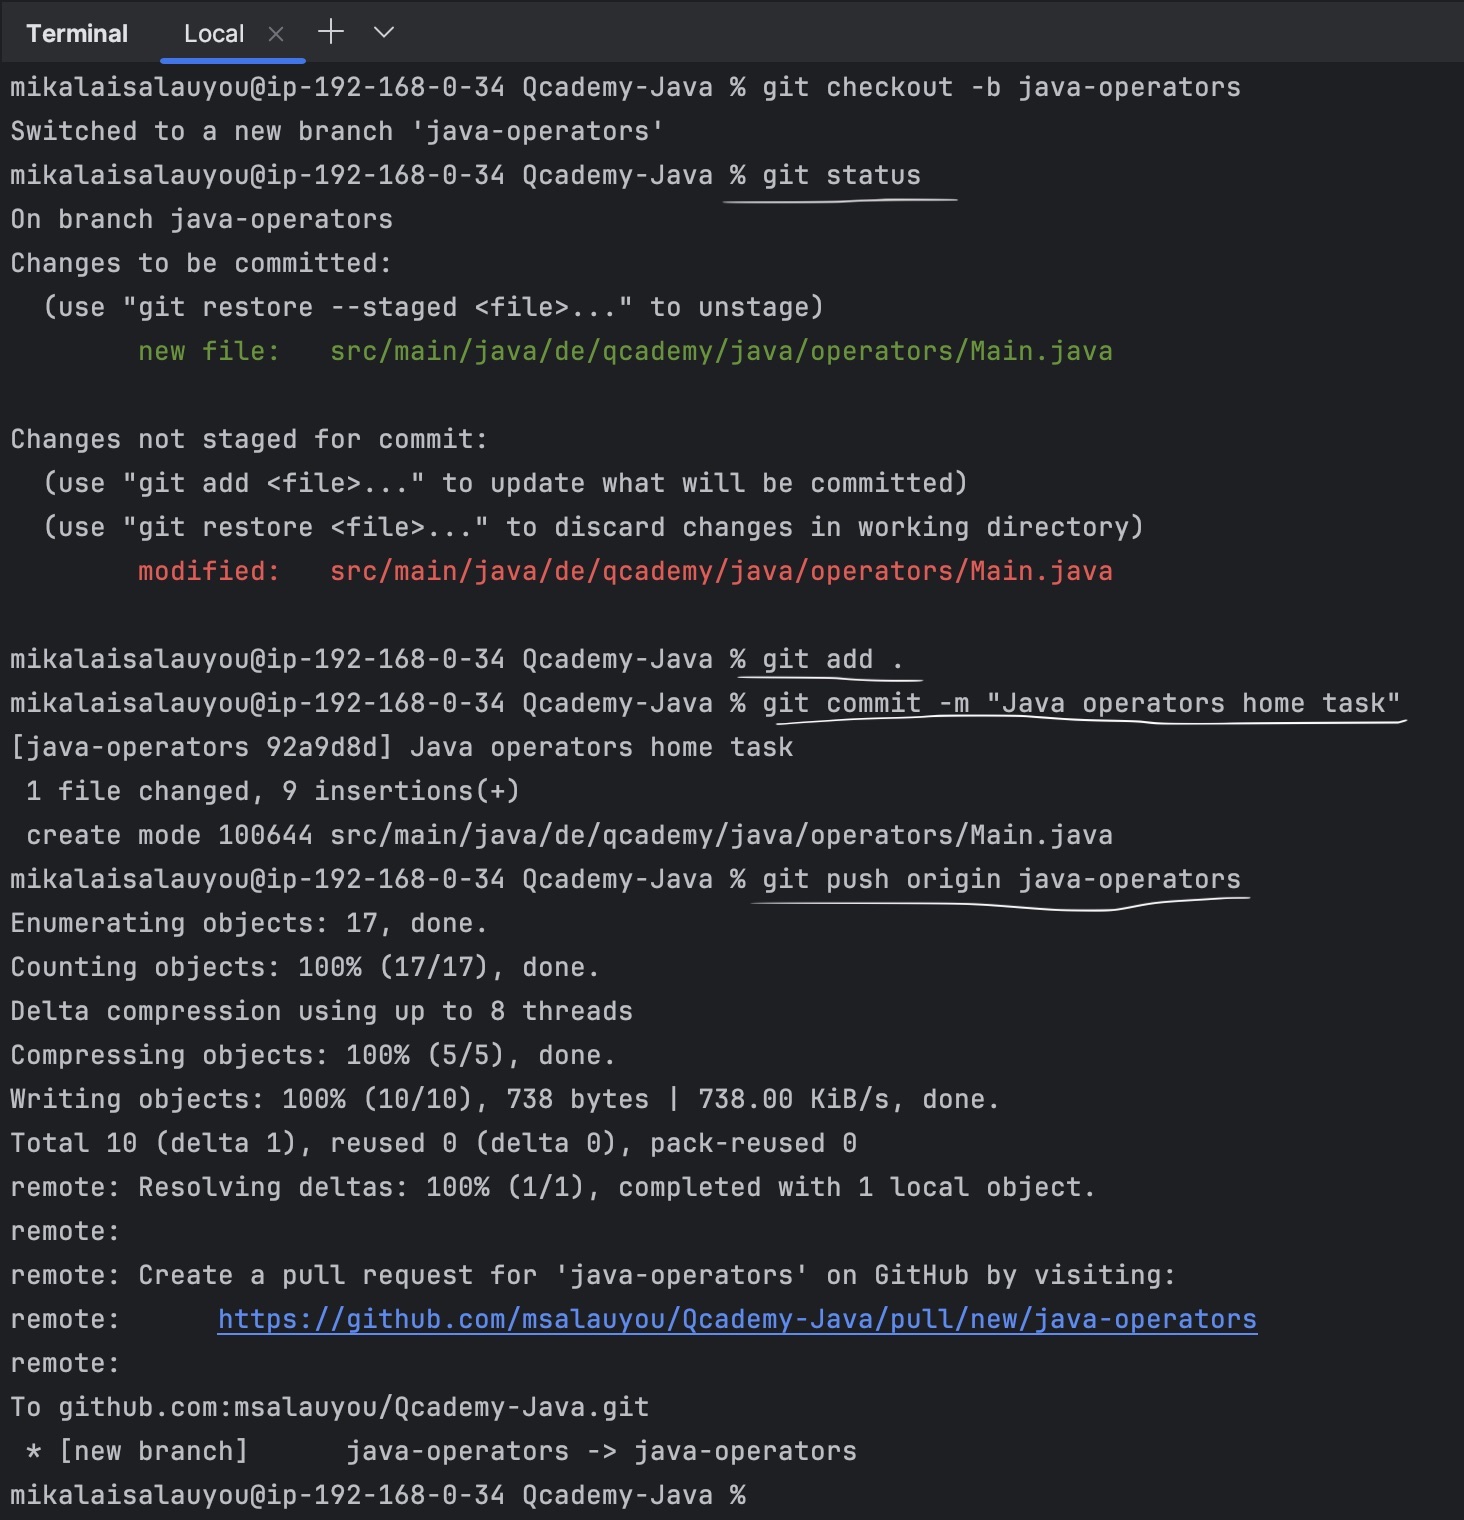 Terminal Local
mikalaisalauyou@ip-192-168-0-34 Qcademy-Java % git checkout -b java-operators
Switched to a new branch 'java-operators'
mikalaisalauyou@ip-192-168-0-34 Qcademy-Java % git status
On branch java-operators
Changes to be committed:
  (use "git restore --staged <file>..." to unstage)
        new file:   src/main/java/de/qcademy/java/operators/Main.java
Changes not staged for commit:
  (use "git add <file>..." to update what will be committed)
  (use "git restore <file>..." to discard changes in working directory)
        modified:   src/main/java/de/qcademy/java/operators/Main.java
mikalaisalauyou@ip-192-168-0-34 Qcademy-Java % git add .
mikalaisalauyou@ip-192-168-0-34 Qcademy-Java % git commit -m "Java operators home task"
[java-operators 92a9d8d] Java operators home task
 1 file changed, 9 insertions(+)
 create mode 100644 src/main/java/de/qcademy/java/operators/Main.java
mikalaisalauyou@ip-192-168-0-34 Qcademy-Java % git push origin java-operators
Enumerating objects: 17, done.
Counting objects: 100% (17/17), done.
Delta compression using up to 8 threads
Compressing objects: 100% (5/5), done.
Writing objects: 100% (10/10), 738 bytes | 738.00 KiB/s, done.
Total 10 (delta 1), reused 0 (delta 0), pack-reused 0
remote: Resolving deltas: 100% (1/1), completed with 1 local object.
remote:
remote: Create a pull request for 'java-operators' on GitHub by visiting:
remote:      https://github.com/msalauyou/Qcademy-Java/pull/new/java-operators
remote:
To github.com:msalauyou/Qcademy-Java.git
 * [new branch]      java-operators -> java-operators
mikalaisalauyou@ip-192-168-0-34 Qcademy-Java %